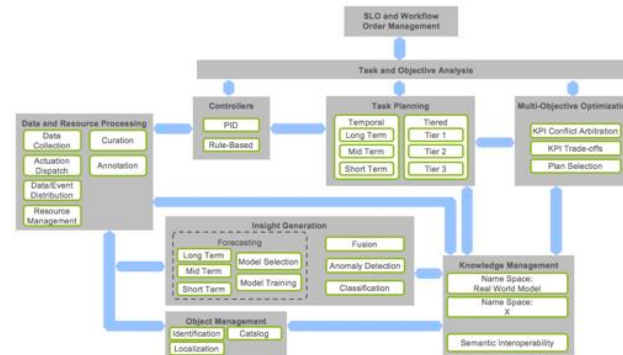 SLO and Workflow
Order Management
Task and Objective Analysis
Controllers
PID
Rule-Based
Task Planning
Temporal
Long Term
Mid Term
Short Term
Tiered
Tier 1
Tier 2
Tier 3
Multi-Objective Optimization
KPI Conflict Arbitration
KPI Trade-offs
Plan Selection
Data and Resource Processing
Data
Collection
Actuation
Dispatch
Data/Event
Distribution
Resource
Management
Curation
Annotation
Insight Generation
Forecasting
Long Term
Mid Term
Short Term
Model Selection
Model Training
Fusion
Anomaly Detection
Classification
Knowledge Management
Name Space:
Real World Model
Name Space:
X
Semantic Interoperability
Object Management
Identification
Localization
Catalog